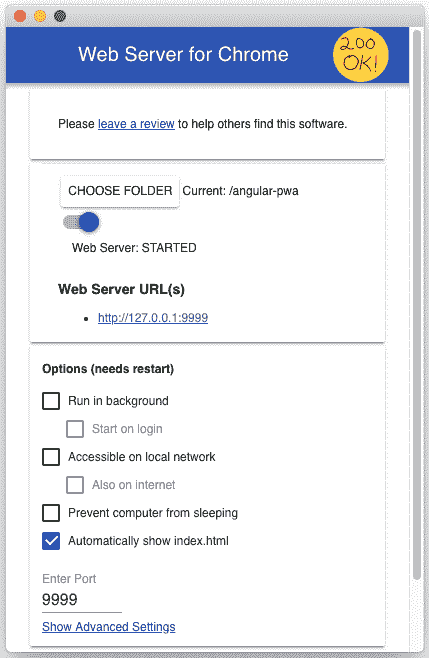 Web Server for Chrome
200
OK!
Please leave a review to help others find this software.
CHOOSE FOLDER Current: /angular-pwa
Web Server: STARTED
Web Server URL(s)
• http://127.0.0.1:9999
Options (needs restart)
Run in background
Start on login
Accessible on local network
Also on internet
Prevent computer from sleeping
Automatically show index.html
Enter Port
9999
Show Advanced Settings